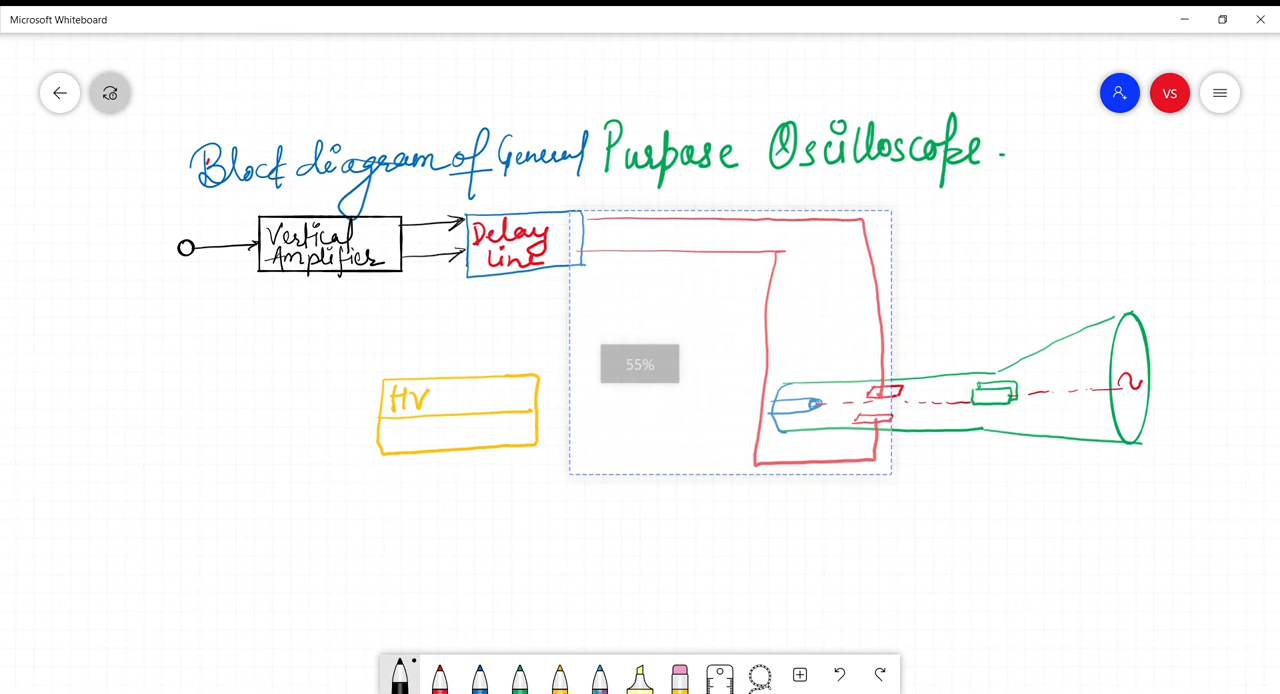 Microsoft Whiteboard
VS
Block diagram of General Purpose Oscilloscope.
Vertical
Amplifier
Delay
Line
55%
HV